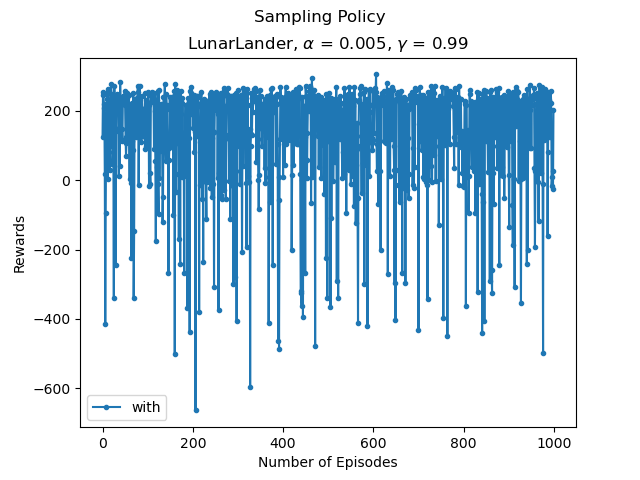 Sampling Policy
LunarLander, α = 0.005, γ = 0.99
Rewards
200
0
−200
−400
−600
with
0 200 400 600 800 1000
Number of Episodes